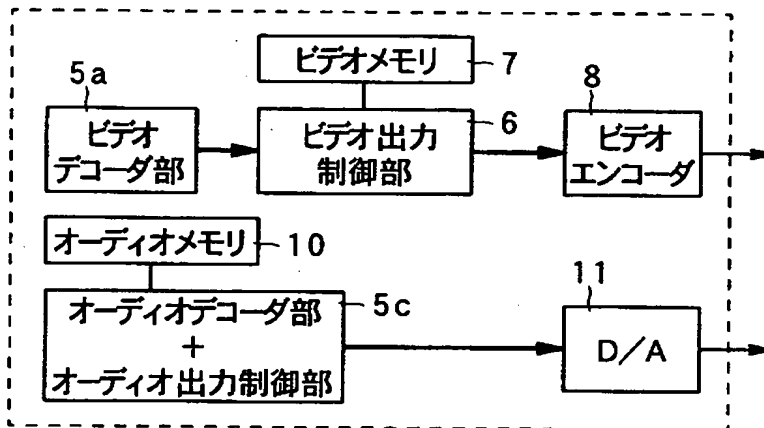 ビデオメモリ
7
5a
ビデオ
デコーダ部
ビデオ出力
制御部
6
8
ビデオ
エンコーダ
オーディオメモリ
10
オーディオデコーダ部
+
オーディオ出力制御部
5c
11
D/A